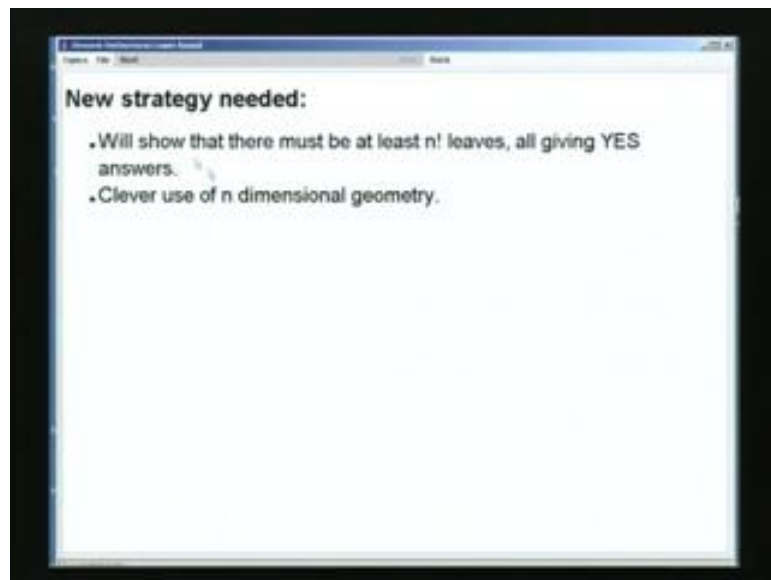 New strategy needed:
Will show that there must be at least n! leaves, all giving YES
answers.
Clever use of n dimensional geometry.